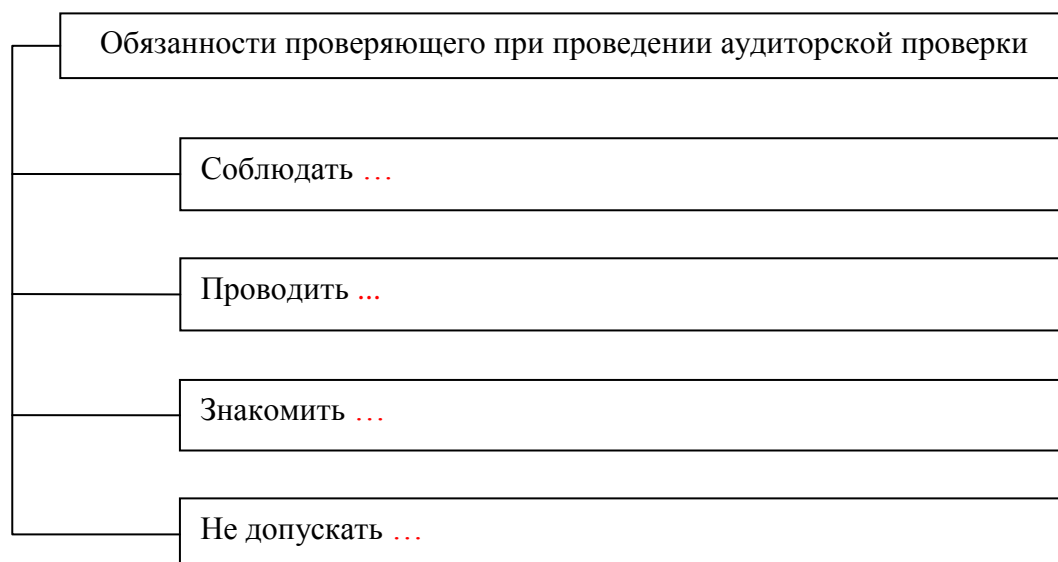 Обязанности проверяющего при проведении аудиторской проверки
Соблюдать …
Проводить ...
Знакомить …
Не допускать …